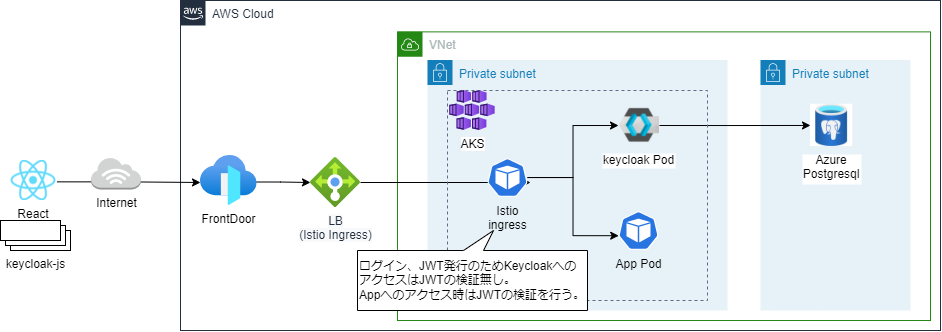 aws
AWS Cloud
VNet
Private subnet
Private subnet
AKS
keycloak Pod
Azure
Postgresql
React
keycloak-js
Internet
FrontDoor
LB
(Istio Ingress)
Istio
ingress
App Pod
ログイン、JWT発行のためKeycloakへの
アクセスはJWTの検証無し。
Appへのアクセス時はJWTの検証を行う。